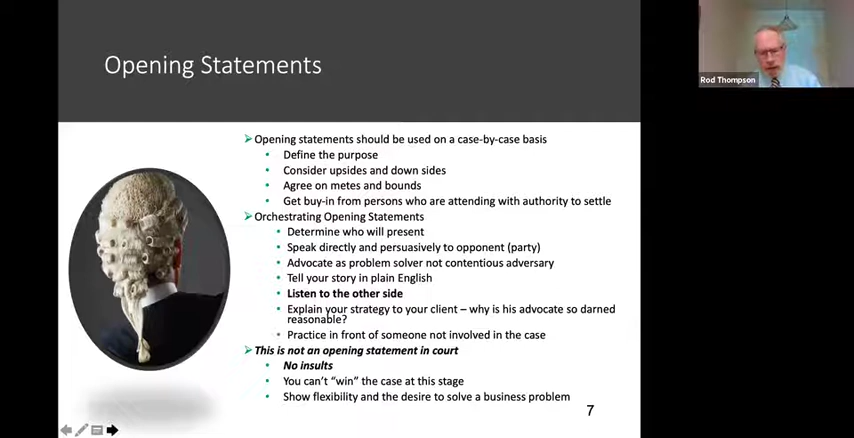 Opening Statements
Rod Thompson
Opening statements should be used on a case-by-case basis
Define the purpose
Consider upsides and down sides
Agree on metes and bounds
Get buy-in from persons who are attending with authority to settle
Orchestrating Opening Statements
Determine who will present
Speak directly and persuasively to opponent (party)
Advocate as problem solver not contentious adversary
Tell your story in plain English
Listen to the other side
Explain your strategy to your client – why is his advocate so darned
reasonable?
Practice in front of someone not involved in the case
This is not an opening statement in court
No insults
You can't "win" the case at this stage
Show flexibility and the desire to solve a business problem
7